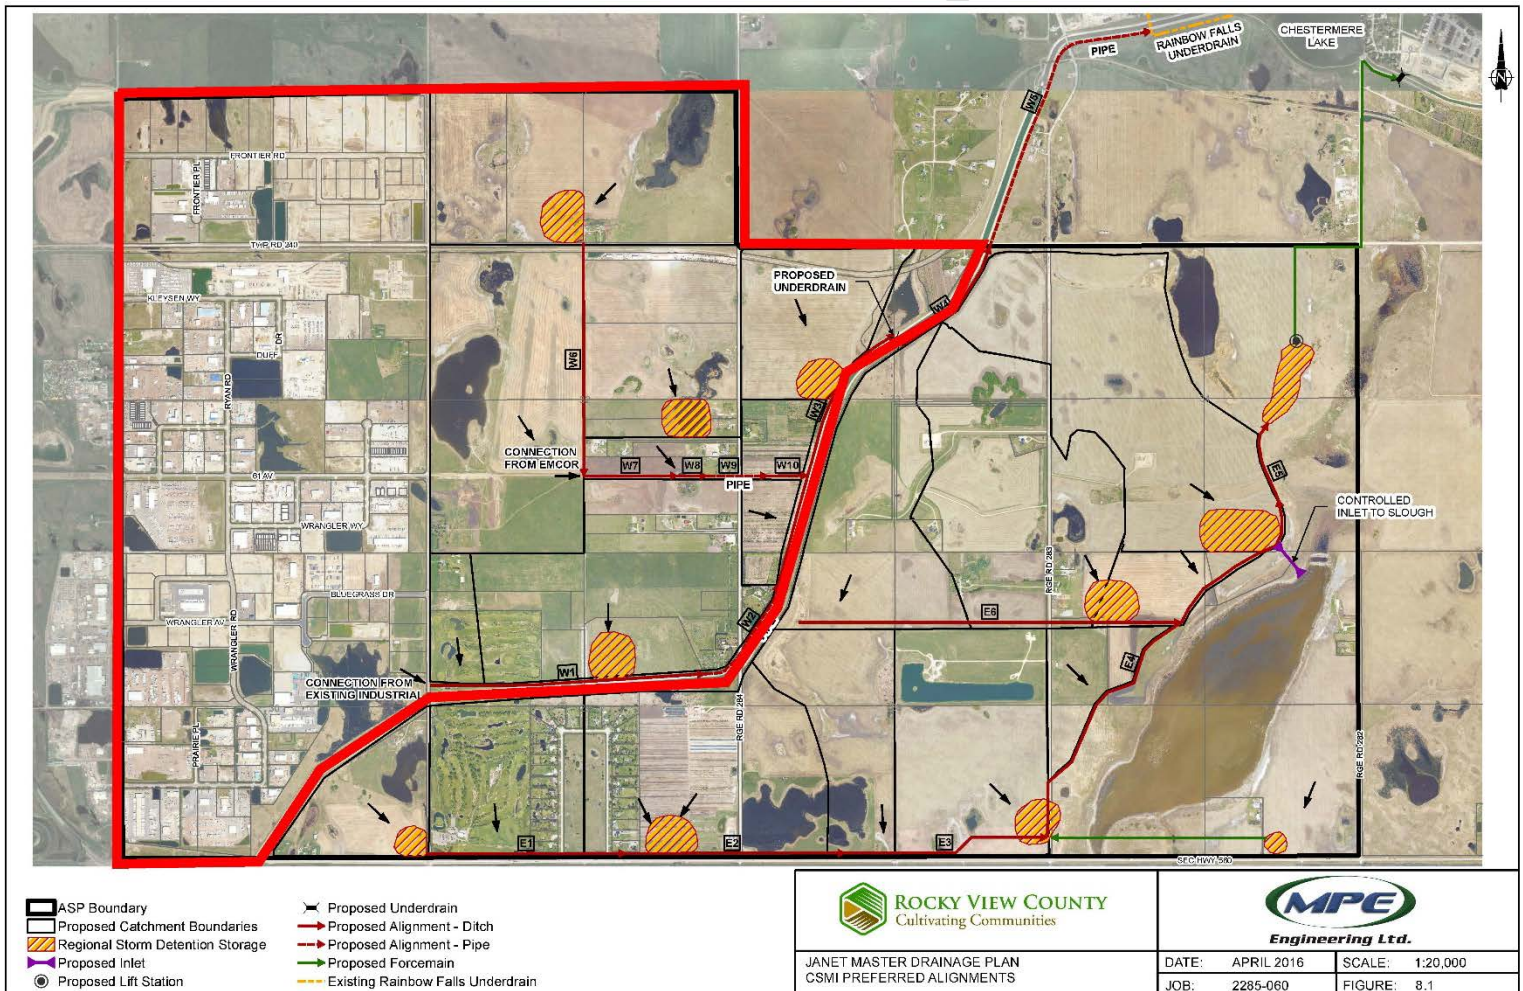 CHESTERMERE
LAKE
RAINBOW FALLS
UNDERDRAIN
PIPE
N
W5
FRONTIER RD
FRONTIER PL
TWP RD 240
KLEYSEN WY
DUFF DR
RYAN RD
61 AV
WRANGLER WY
BLUEGRASS DR
WRANGLER AV
WRANGLER RD
PRAIRIE PL
PROPOSED
UNDERDRAIN
W4
W6
W3
CONNECTION
FROM EMCOR
W7
W8
W9
W10
PIPE
E5
CONTROLLED
INLET TO SLOUGH
RGE RD 283
W2
E6
E4
W1
CONNECTION FROM
EXISTING INDUSTRIAL
RGE RD 284
RGE RD 282
E1
E2
E3
SEC HWY 560
ASP Boundary
Proposed Catchment Boundaries
Regional Storm Detention Storage
Proposed Inlet
Proposed Lift Station
Proposed Underdrain
Proposed Alignment - Ditch
Proposed Alignment - Pipe
Proposed Forcemain
Existing Rainbow Falls Underdrain
ROCKY VIEW COUNTY
Cultivating Communities
MPE
Engineering Ltd.
JANET MASTER DRAINAGE PLAN
CSMI PREFERRED ALIGNMENTS
DATE: APRIL 2016
SCALE: 1:20,000
JOB: 2285-060
FIGURE: 8.1